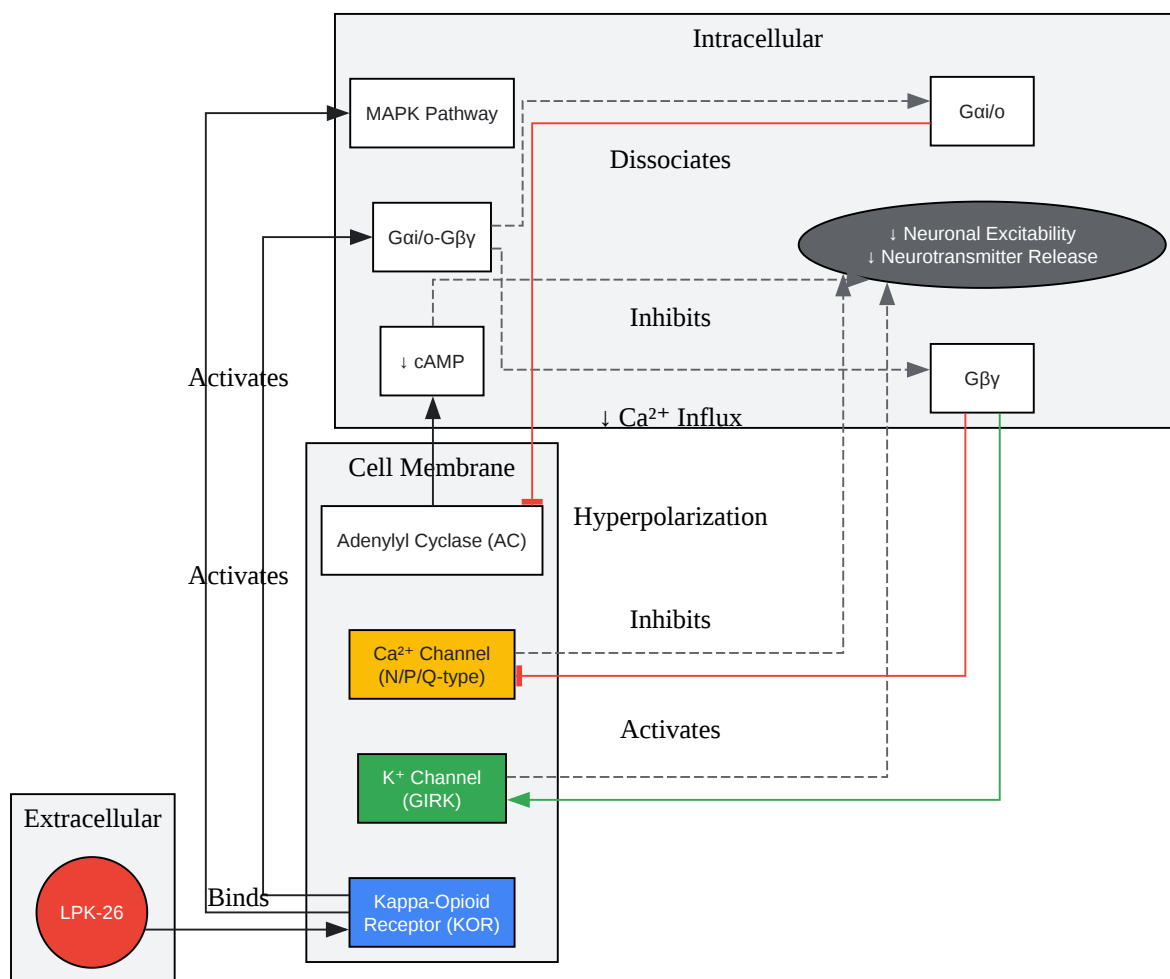 Intracellular
MAPK Pathway
Gαi/o
Dissociates
Gαi/o-Gβγ
↓ Neuronal Excitability
↓ Neurotransmitter Release
Inhibits
↓ cAMP
Gβγ
Activates
↓ Ca²⁺ Influx
Cell Membrane
Adenylyl Cyclase (AC)
Hyperpolarization
Activates
Inhibits
Ca²⁺ Channel
(N/P/Q-type)
Activates
K⁺ Channel
(GIRK)
Extracellular
LPK-26
Binds
Kappa-Opioid
Receptor (KOR)